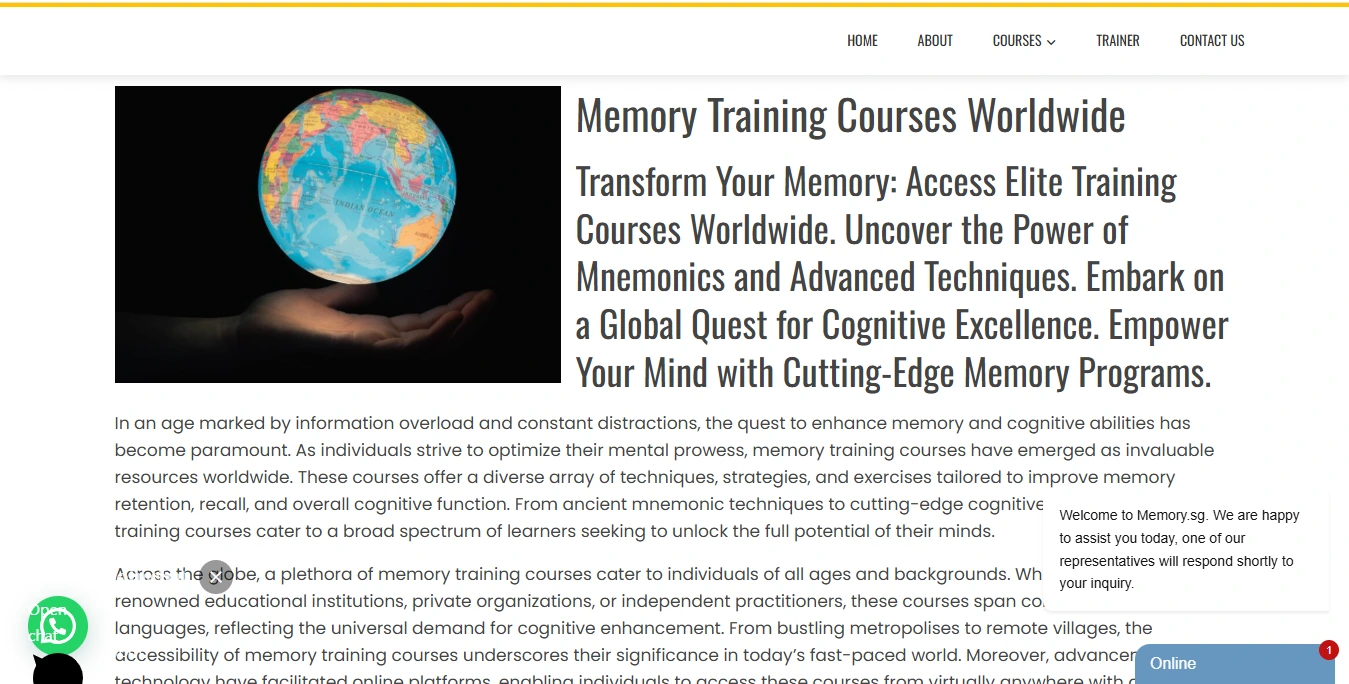 HOME ABOUT COURSES TRAINER CONTACT US
INDIAN OCEAN
Memory Training Courses Worldwide
Transform Your Memory: Access Elite Training
Courses Worldwide. Uncover the Power of
Mnemonics and Advanced Techniques. Embark on
a Global Quest for Cognitive Excellence. Empower
Your Mind with Cutting-Edge Memory Programs.
In an age marked by information overload and constant distractions, the quest to enhance memory and cognitive abilities has
become paramount. As individuals strive to optimize their mental prowess, memory training courses have emerged as invaluable
resources worldwide. These courses offer a diverse array of techniques, strategies, and exercises tailored to improve memory
retention, recall, and overall cognitive function. From ancient mnemonic techniques to cutting-edge cognitive
training courses cater to a broad spectrum of learners seeking to unlock the full potential of their minds.
Across the globe, a plethora of memory training courses cater to individuals of all ages and backgrounds.
renowned educational institutions, private organizations, or independent practitioners, these courses span
languages, reflecting the universal demand for cognitive enhancement. From bustling metropolises to remote villages, the
accessibility of memory training courses underscores their significance in today's fast-paced world. Moreover,
technology have facilitated online platforms, enabling individuals to access these courses from virtually anywhere with
Welcome to Memory.sg. We are happy
to assist you today, one of our
representatives will respond shortly to
your inquiry.
Open
chat
Online
1